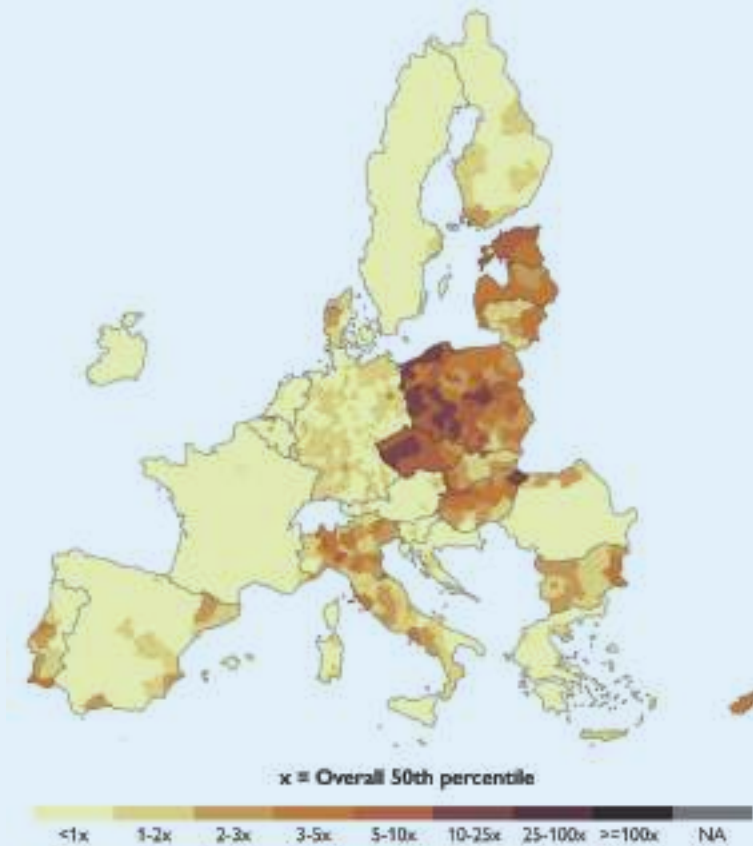 x = Overall 50th percentile
<1x 1-2x 2-3x 3-5x 5-10x 10-25x 25-100x >=100x NA